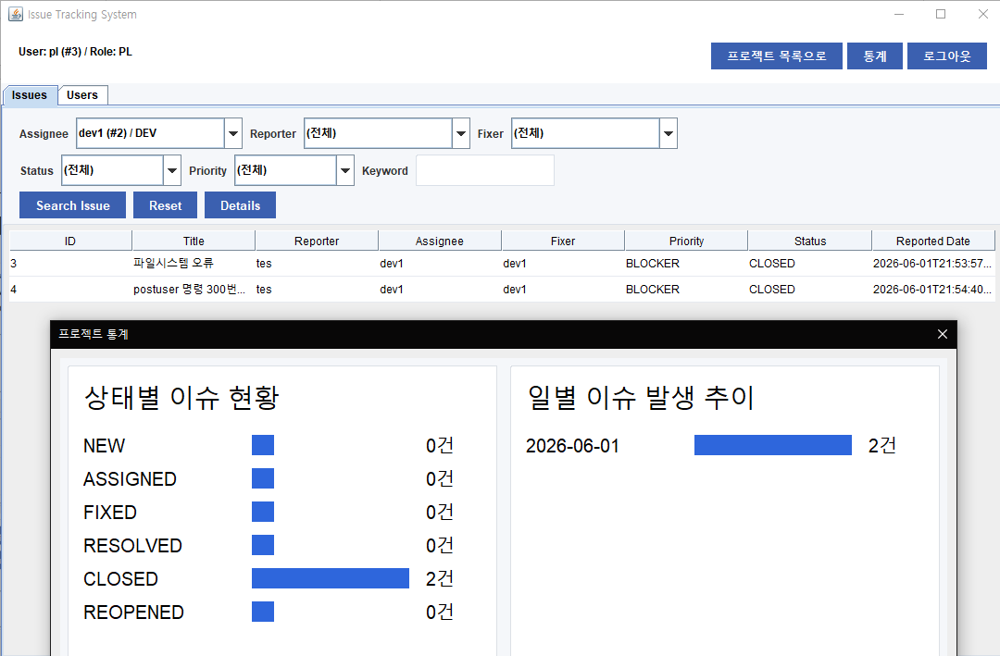 Issue Tracking System
User: pl (#3) / Role: PL
프로젝트 목록으로 통계 로그아웃
Issues Users
Assignee dev1 (#2) / DEV Reporter (전체) Fixer (전체)
Status (전체) Priority (전체) Keyword
Search Issue Reset Details
ID Title Reporter Assignee Fixer Priority Status Reported Date
3 파일시스템 오류 tes dev1 dev1 BLOCKER CLOSED 2026-06-01T21:53:57...
4 postuser 명령 300번... tes dev1 dev1 BLOCKER CLOSED 2026-06-01T21:54:40...
프로젝트 통계
상태별 이슈 현황
NEW 0건
ASSIGNED 0건
FIXED 0건
RESOLVED 0건
CLOSED 2건
REOPENED 0건
일별 이슈 발생 추이
2026-06-01 2건